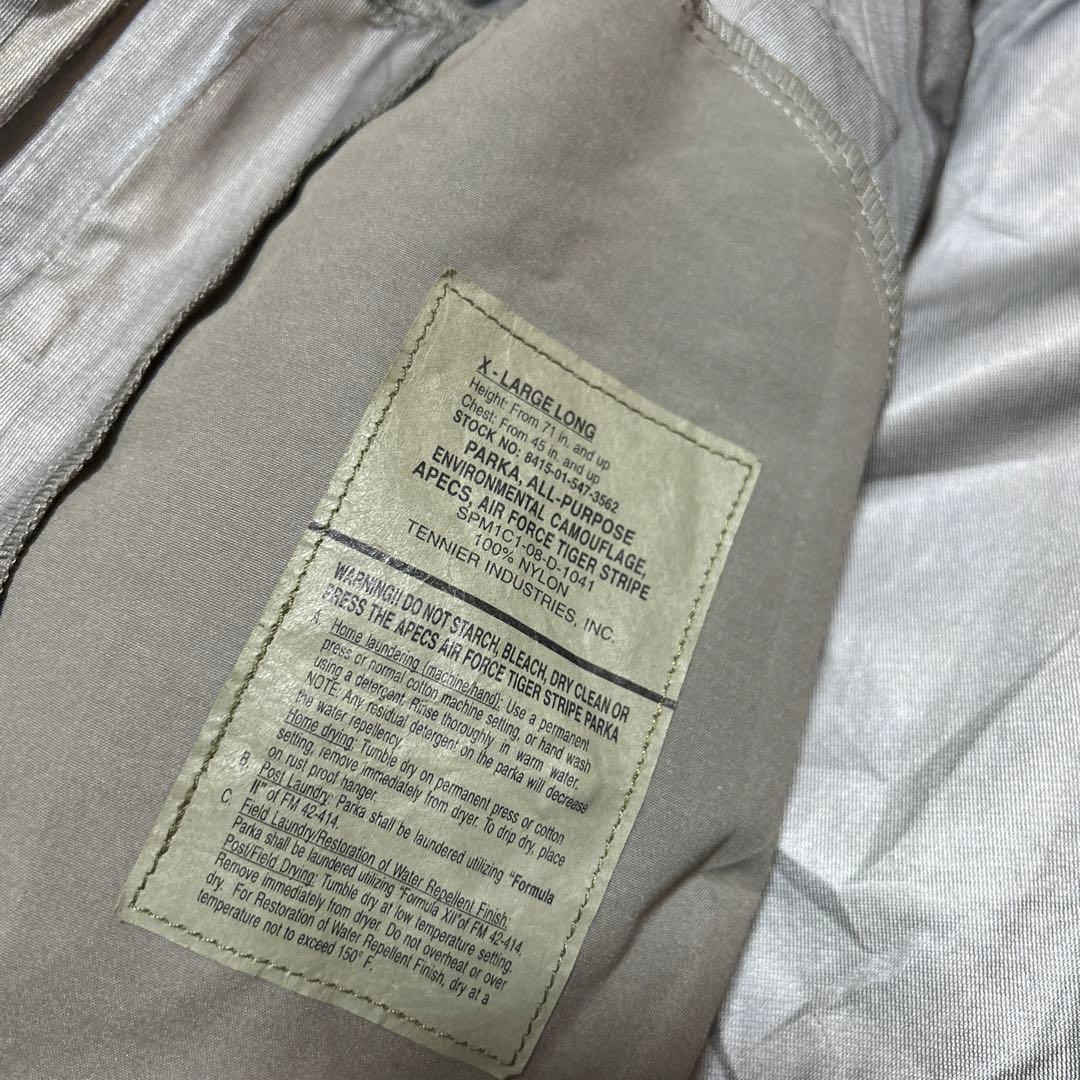 X - LARGE LONG
Height: From 71 in. and up
Chest: From 45 in. and up
STOCK NO: 8415-01-547-3562
PARKA, ALL-PURPOSE
ENVIRONMENTAL CAMOUFLAGE,
APECS, AIR FORCE TIGER STRIPE
SPM1C1-08-D-1041
100% NYLON
TENNIER INDUSTRIES, INC.
WARNING!! DO NOT STARCH, BLEACH, DRY CLEAN OR
PRESS THE APECS AIR FORCE TIGER STRIPE PARKA
A. Home laundering (machine/hand): Use a permanent
press or normal cotton machine setting, or hand wash
using a detergent. Rinse thoroughly in warm water.
NOTE: Any residual detergent on the parka will decrease
the water repellency.
Home drying: Tumble dry on permanent press or cotton
setting, remove immediately from dryer. To drip dry, place
on rust proof hanger.
B. Post Laundry: Parka shall be laundered utilizing "Formula
II" of FM 42-414.
C. Field Laundry/Restoration of Water Repellent Finish.
Parka shall be laundered utilizing "Formula XII"of FM 42-414.
Post/Field Drying: Tumble dry at low temperature setting.
Remove immediately from dryer. Do not overheat or over
dry. For Restoration of Water Repellent Finish, dry at a
temperature not to exceed 150° F.